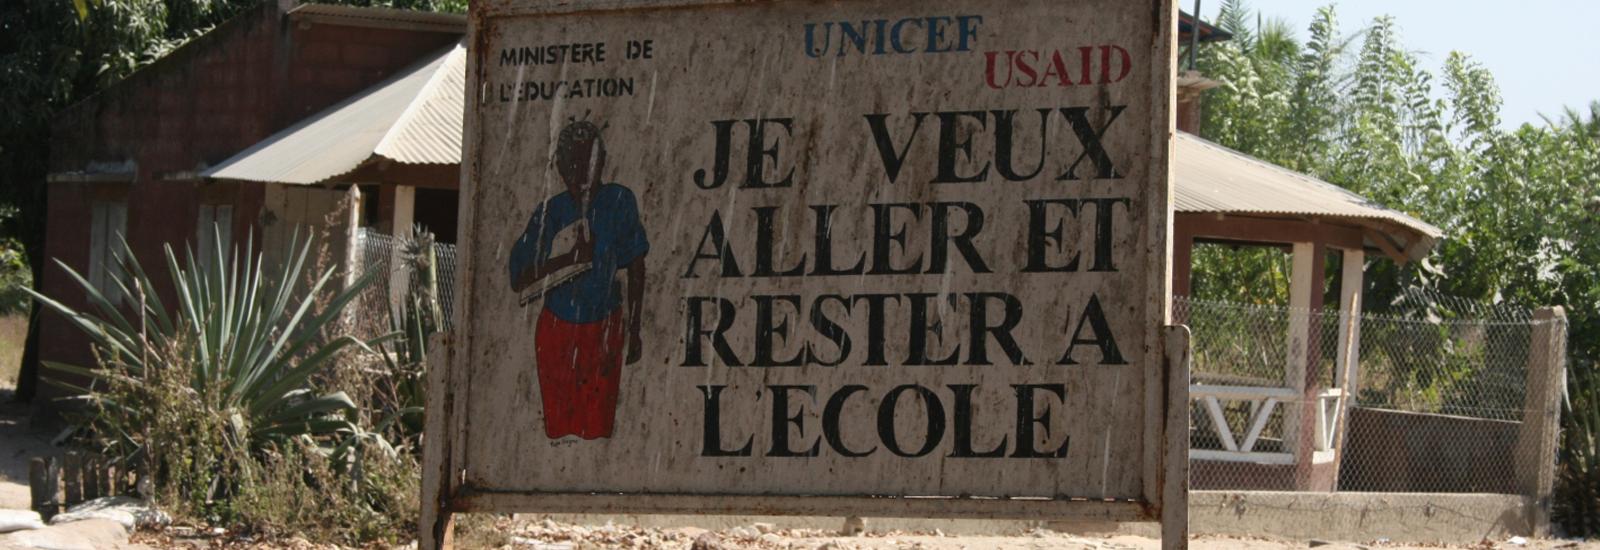 MINISTERE DE
L'EDUCATION
UNICEF
USAID
JE VEUX
ALLER ET
RESTER A
L'ECOLE